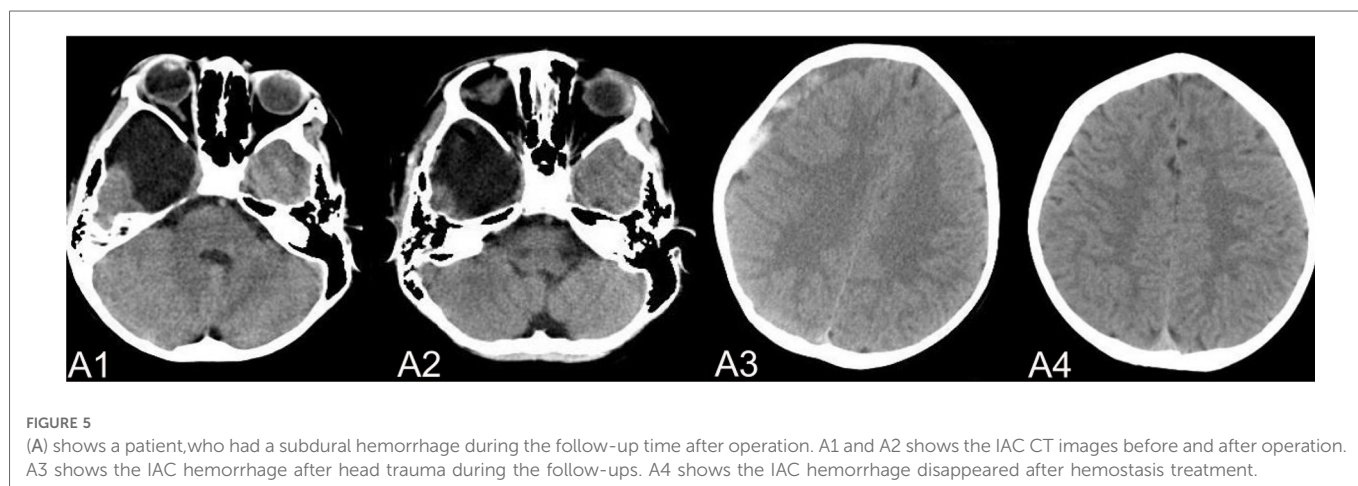 A1 A2 A3 A4
FIGURE 5
(A) shows a patient,who had a subdural hemorrhage during the follow-up time after operation. A1 and A2 shows the IAC CT images before and after operation.
A3 shows the IAC hemorrhage after head trauma during the follow-ups. A4 shows the IAC hemorrhage disappeared after hemostasis treatment.